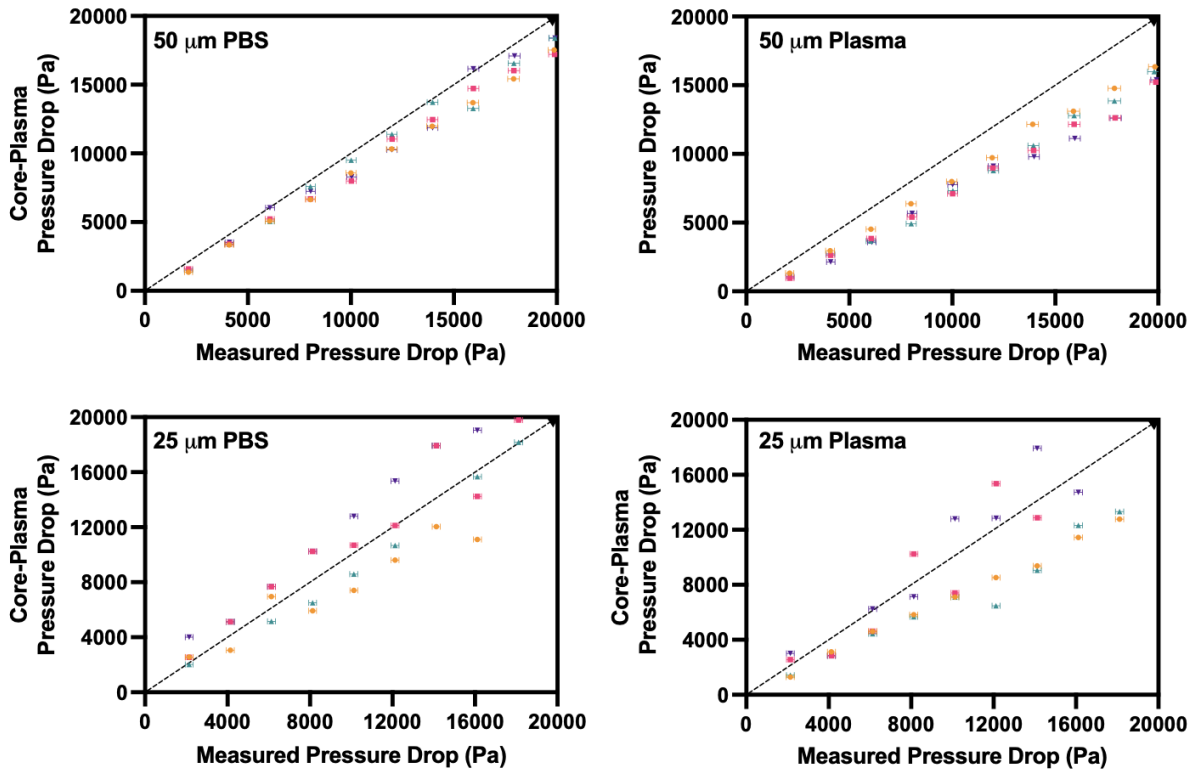 50 μm PBS
Core-Plasma
Pressure Drop (Pa)
20000
15000
10000
5000
0
0 5000 10000 15000 20000
Measured Pressure Drop (Pa)
50 μm Plasma
Core-Plasma
Pressure Drop (Pa)
20000
15000
10000
5000
0
0 5000 10000 15000 20000
Measured Pressure Drop (Pa)
25 μm PBS
Core-Plasma
Pressure Drop (Pa)
20000
16000
12000
8000
4000
0
0 4000 8000 12000 16000 20000
Measured Pressure Drop (Pa)
25 μm Plasma
Core-Plasma
Pressure Drop (Pa)
20000
16000
12000
8000
4000
0
0 4000 8000 12000 16000 20000
Measured Pressure Drop (Pa)